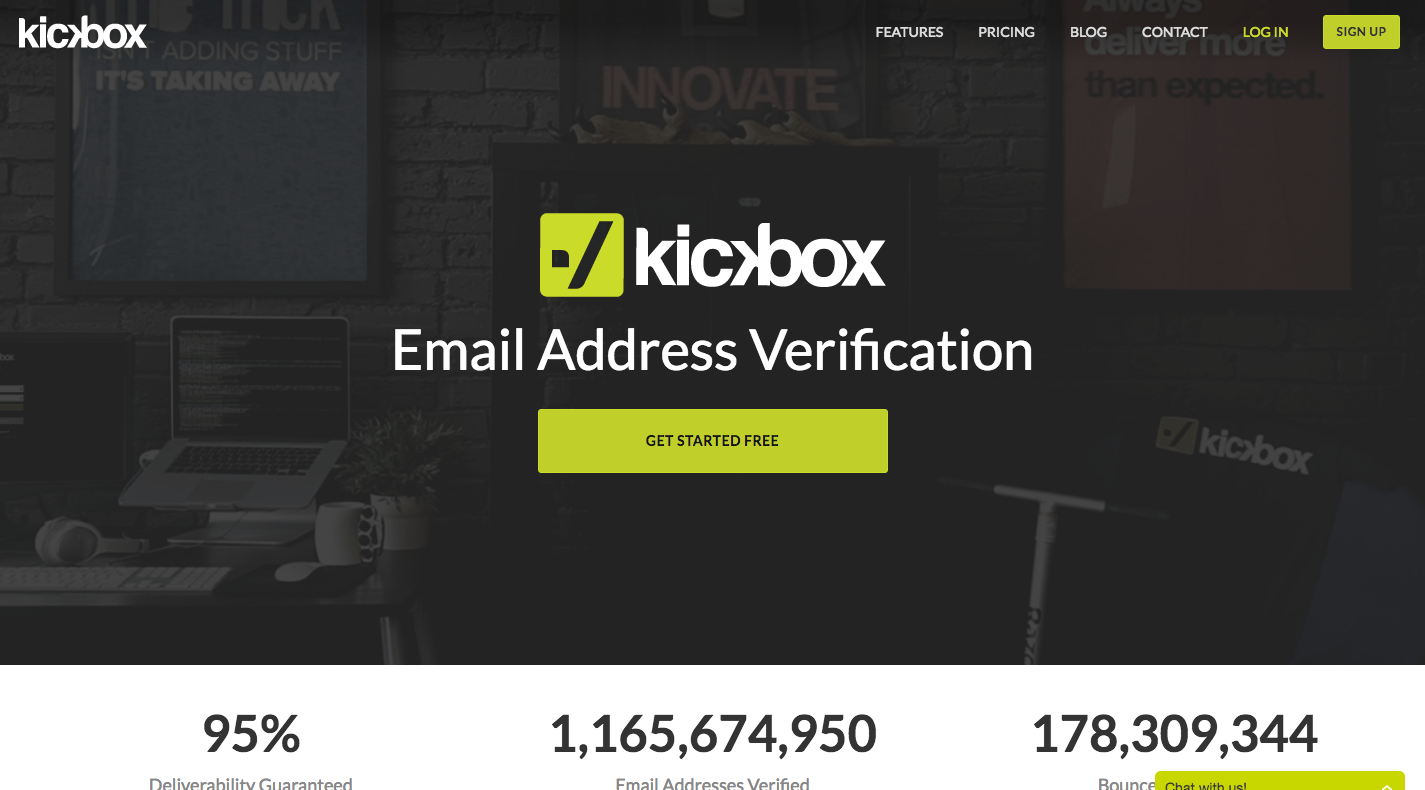 kickbox
FEATURES
PRICING
BLOG
CONTACT
LOG IN
SIGN UP
ISN'T ADDING STUFF
IT'S TAKING AWAY
INNOVATE
Always
deliver more
than expected.
kickbox
Email Address Verification
GET STARTED FREE
kickbox
95%
1,165,674,950
178,309,344
Deliverability Guaranteed
Email Addresses Verified
Bounce
Chat with us!